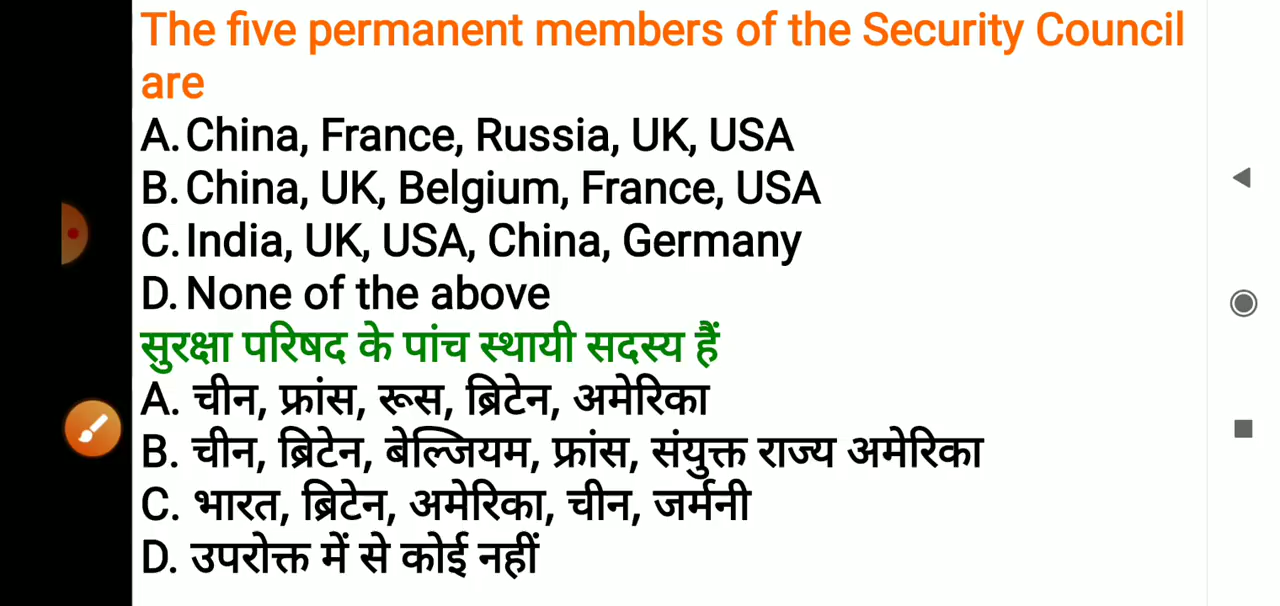 The five permanent members of the Security Council
are
A. China, France, Russia, UK, USA
B. China, UK, Belgium, France, USA
C. India, UK, USA, China, Germany
D. None of the above
सुरक्षा परिषद के पांच स्थायी सदस्य हैं
A. चीन, फ्रांस, रूस, ब्रिटेन, अमेरिका
B. चीन, ब्रिटेन, बेल्जियम, फ्रांस, संयुक्त राज्य अमेरिका
C. भारत, ब्रिटेन, अमेरिका, चीन, जर्मनी
D. उपरोक्त में से कोई नहीं